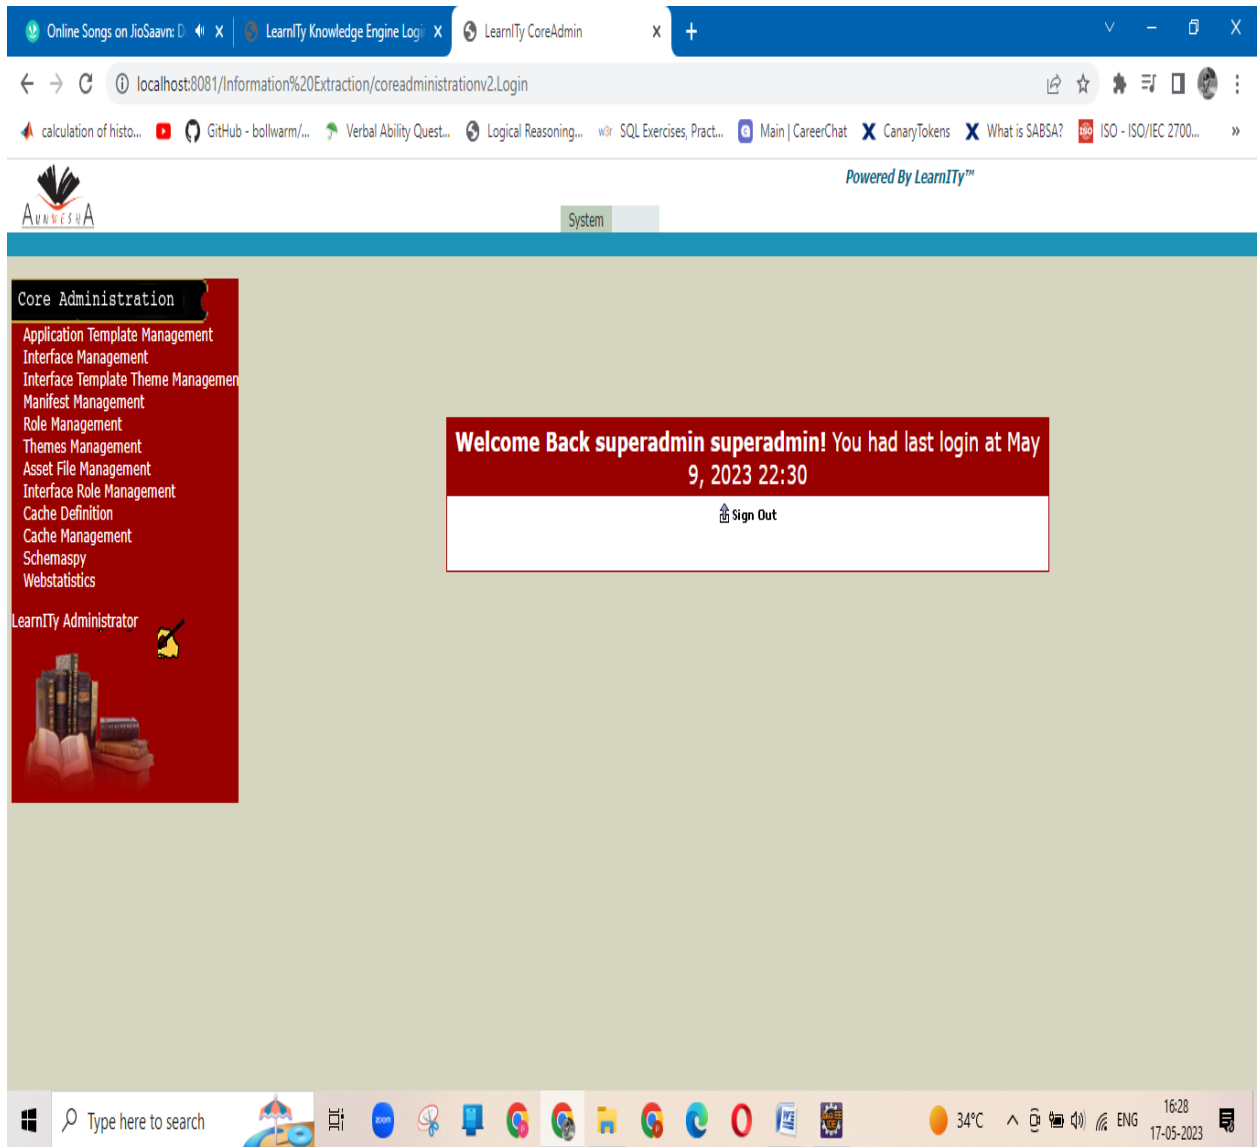 Online Songs on JioSaavn: D
LearnITy Knowledge Engine Logi
LearnITy CoreAdmin
localhost:8081/Information%20Extraction/coreadministrationv2.Login
calculation of histo...
GitHub - bollwarm/...
Verbal Ability Quest...
Logical Reasoning...
w3r
SQL Exercises, Pract...
Main | CareerChat
CanaryTokens
What is SABSA?
ISO
ISO - ISO/IEC 2700...
»
Powered By LearnITy™
AUNWESHA
System
Core Administration
Application Template Management
Interface Management
Interface Template Theme Managemen
Manifest Management
Role Management
Themes Management
Asset File Management
Interface Role Management
Cache Definition
Cache Management
Schemaspy
Webstatistics
LearnITy Administrator
Welcome Back superadmin superadmin! You had last login at May
9, 2023 22:30
Sign Out
Type here to search
zoom
34°C
ENG
16:28
17-05-2023